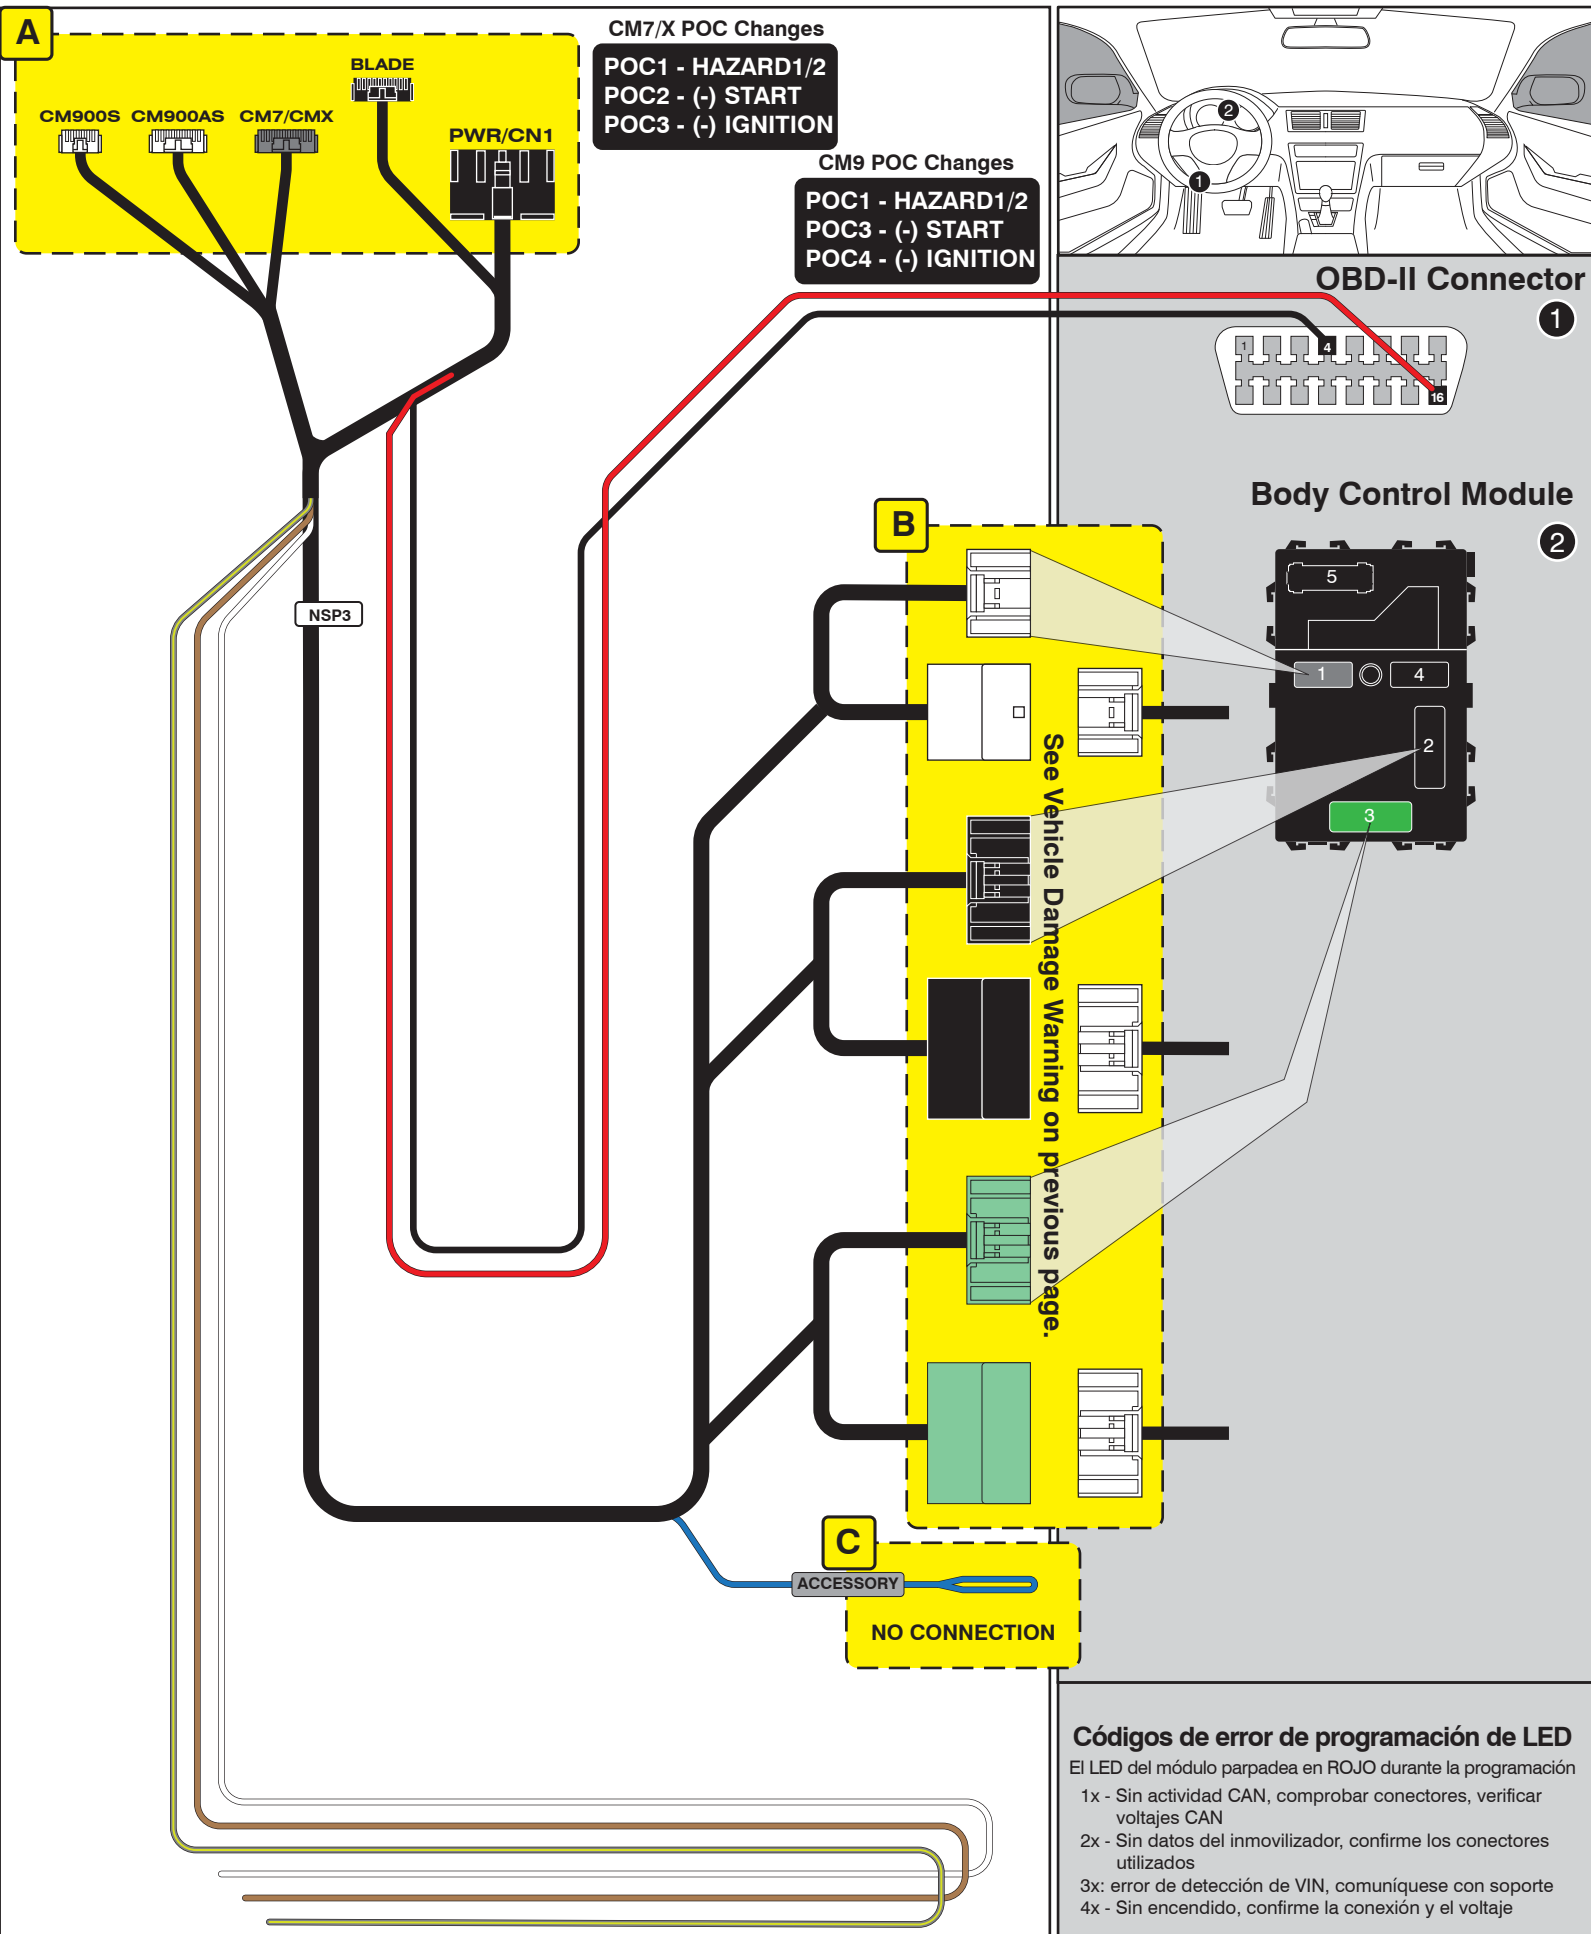 A
CM900S
CM900AS
CM7/CMX
BLADE
PWR/CN1
CM7/X POC Changes
POC1 - HAZARD1/2
POC2 - (-) START
POC3 - (-) IGNITION
CM9 POC Changes
POC1 - HAZARD1/2
POC3 - (-) START
POC4 - (-) IGNITION
2
1
OBD-II Connector
1
1
4
16
Body Control Module
2
5
1
4
2
3
NSP3
B
See Vehicle Damage Warning on previous page.
C
ACCESSORY
NO CONNECTION
Códigos de error de programación de LED
El LED del módulo parpadea en ROJO durante la programación
1x - Sin actividad CAN, comprobar conectores, verificar
voltajes CAN
2x - Sin datos del inmovilizador, confirme los conectores
utilizados
3x: error de detección de VIN, comuníquese con soporte
4x - Sin encendido, confirme la conexión y el voltaje